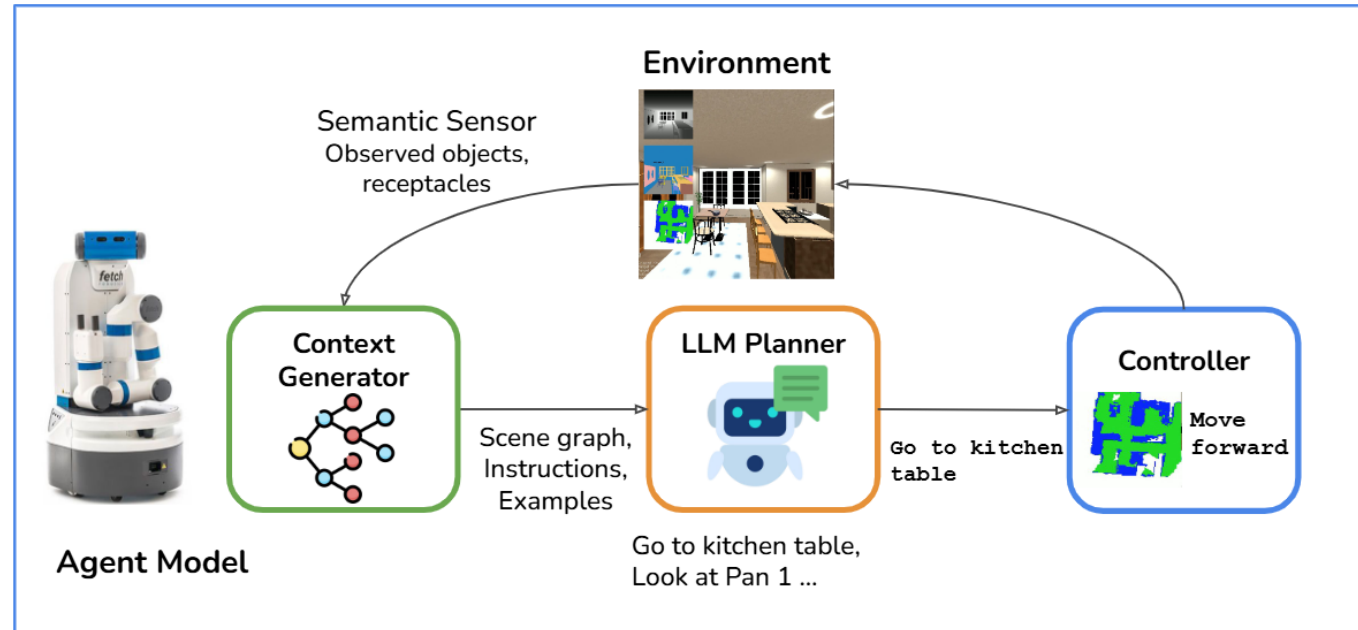 Environment
Semantic Sensor
Observed objects,
receptacles
fetch
Context
Generator
Scene graph,
Instructions,
Examples
LLM Planner
Go to kitchen table,
Look at Pan 1 ...
Go to kitchen
table
Controller
Move
forward
Agent Model